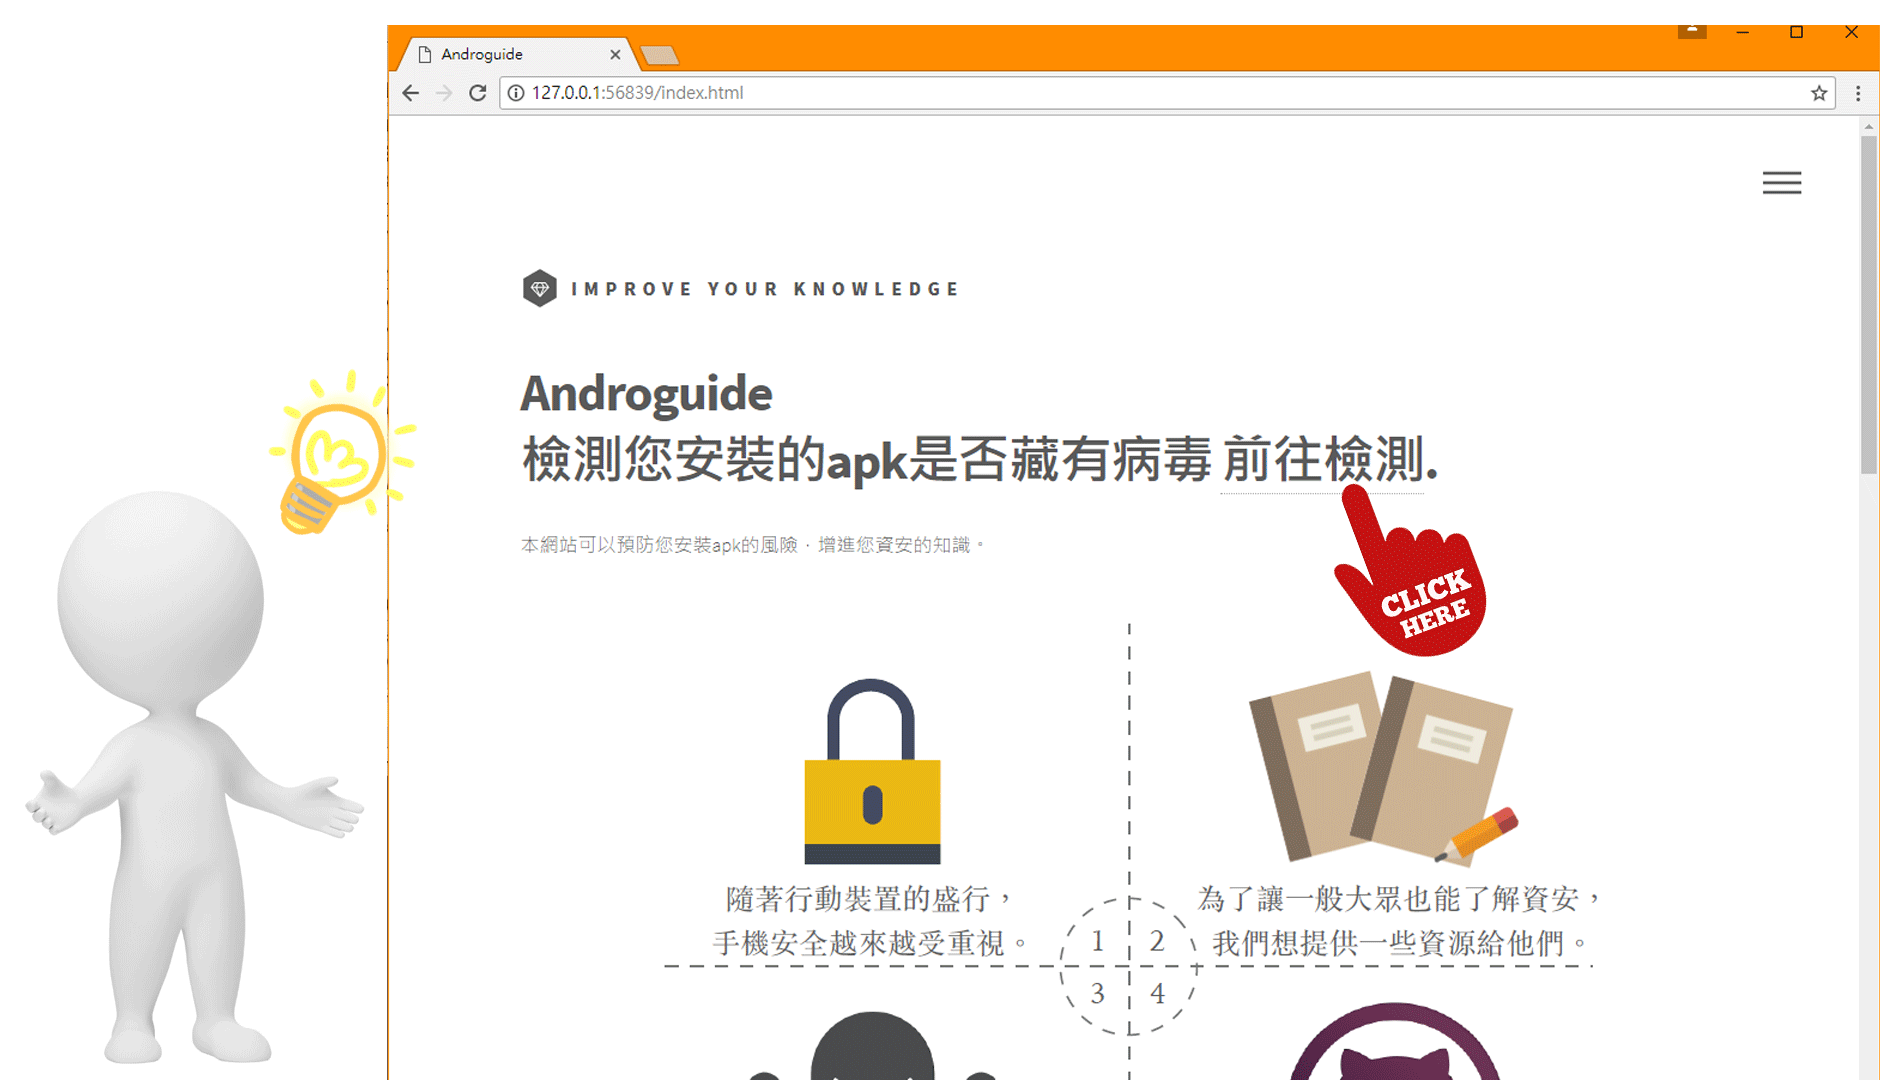 Androguide
127.0.0.1:56839/index.html
IMPROVE YOUR KNOWLEDGE
Androguide
檢測您安裝的apk是否藏有病毒 前往檢測.
本網站可以預防您安裝apk的風險，增進您資安的知識。
CLICK
HERE
隨著行動裝置的盛行，
手機安全越來越受重視。
為了讓一般大眾也能了解資安，
我們想提供一些資源給他們。
1 2
3 4